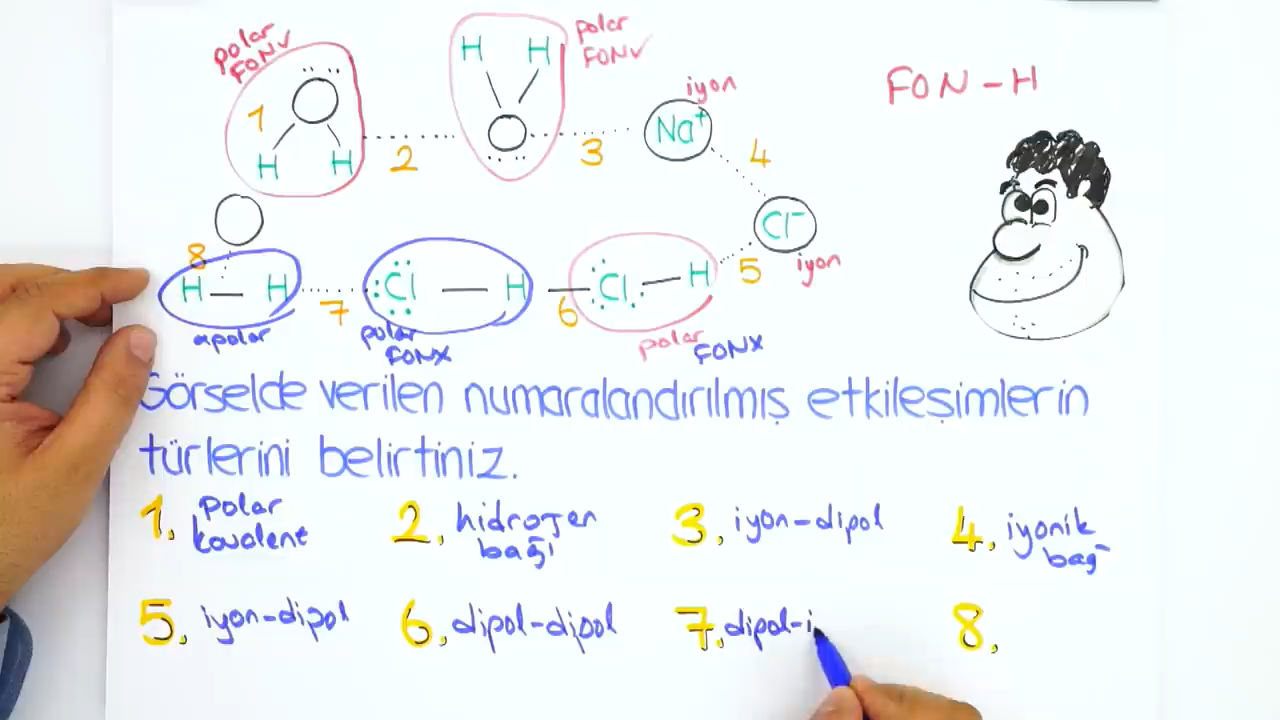 polar
FONV
polar
FONV
iyon
FON-H
H H
1
H H
2
3
Na⁺
4
Cl⁻
iyon
8
H — H
7
Cl — H
6
Cl — H
5
apolar
polar
FONX
polar
FONX
Görselde verilen numaralandırılmış etkileşimlerin
türlerini belirtiniz.
1. Polar kovalent
2. hidrojen bağı
3. iyon-dipol
4. iyonik bağ
5. iyon-dipol
6. dipol-dipol
7. dipol-i
8.